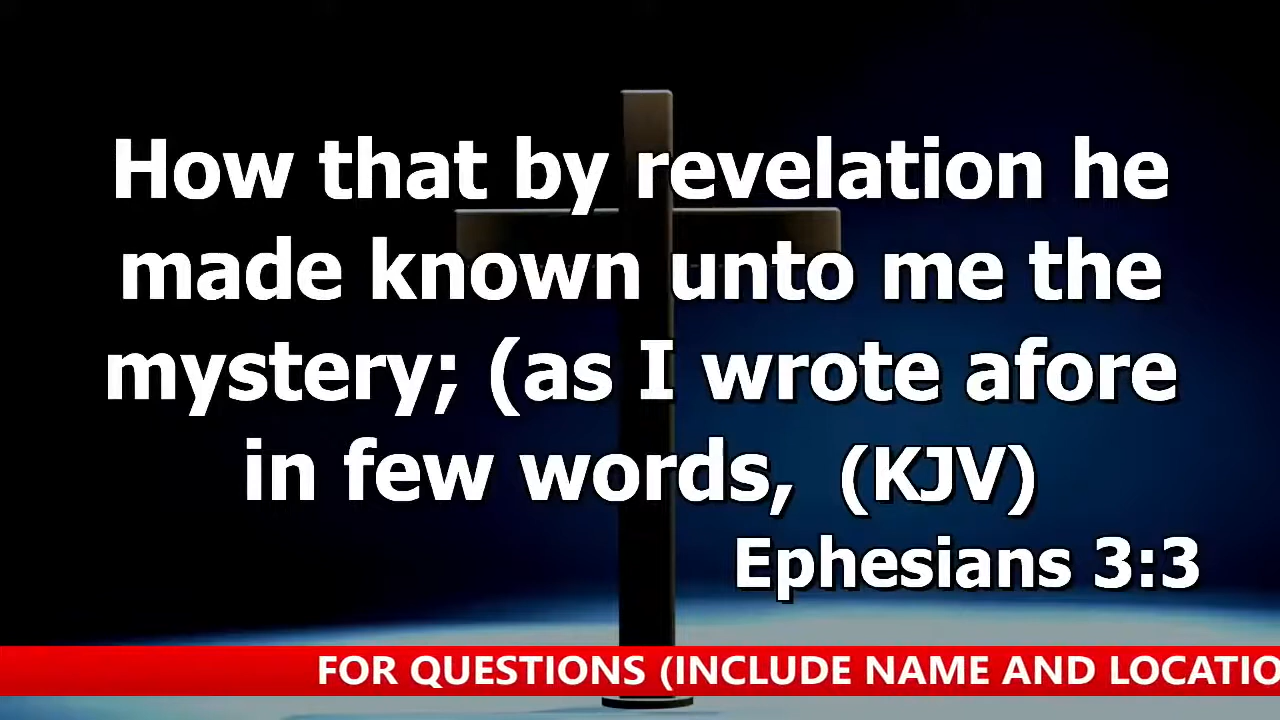 How that by revelation he
made known unto me the
mystery; (as I wrote afore
in few words, (KJV)
Ephesians 3:3
FOR QUESTIONS (INCLUDE NAME AND LOCATIO